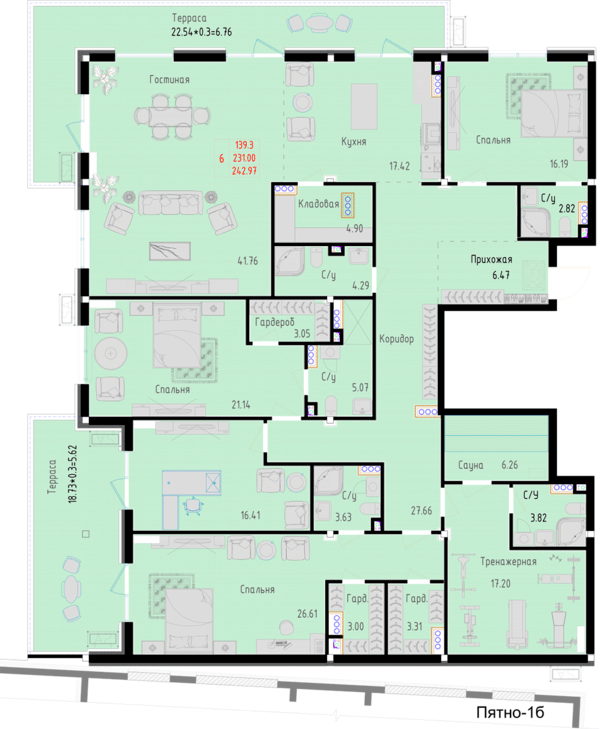 Терраса
22.54*0.3=6.76
Гостиная
139.3
6 231.00
242.97
Кухня
17.42
Спальня
16.19
Кладовая
4.90
С/у
2.82
41.76
С/у
4.29
Прихожая
6.47
Гардероб
3.05
Коридор
С/у
5.07
Спальня
21.14
Терраса
18.73*0.3=5.62
16.41
С/у
3.63
27.66
Сауна 6.26
С/У
3.82
Спальня
26.61
Гард.
3.00
Гард.
3.31
Тренажерная
17.20
Пятно-1б